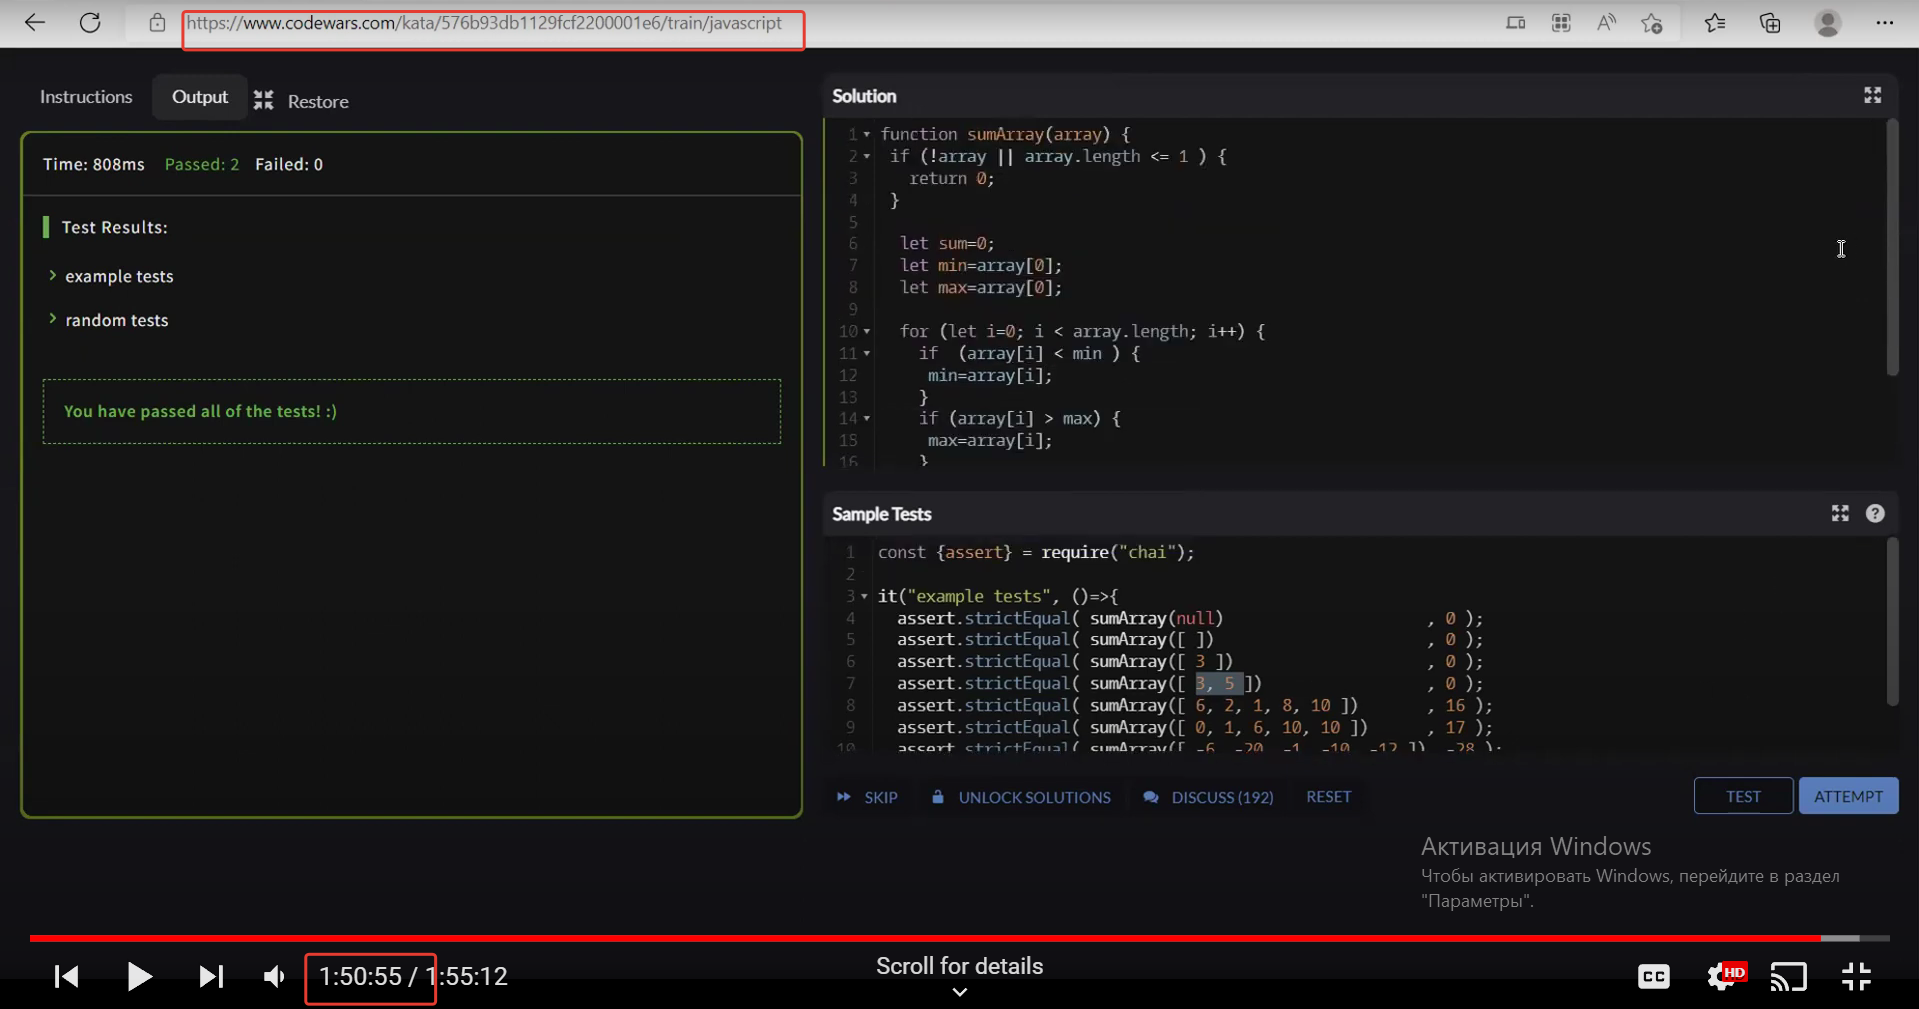 https://www.codewars.com/kata/576b93db1129fcf2200001e6/train/javascript
Instructions
Output
Restore
Time: 808ms Passed: 2 Failed: 0
Test Results:
example tests
random tests
You have passed all of the tests! :)
Solution
1 function sumArray(array) {
2 if (!array || array.length <= 1 ) {
3 return 0;
4 }
5
6 let sum=0;
7 let min=array[0];
8 let max=array[0];
9
10 for (let i=0; i < array.length; i++) {
11 if (array[i] < min ) {
12 min=array[i];
13 }
14 if (array[i] > max) {
15 max=array[i];
16 }
Sample Tests
1 const {assert} = require("chai");
2
3 it("example tests", ()=>{
4 assert.strictEqual( sumArray(null) , 0 );
5 assert.strictEqual( sumArray([ ]) , 0 );
6 assert.strictEqual( sumArray([ 3 ]) , 0 );
7 assert.strictEqual( sumArray([ 3, 5 ]) , 0 );
8 assert.strictEqual( sumArray([ 6, 2, 1, 8, 10 ]) , 16 );
9 assert.strictEqual( sumArray([ 0, 1, 6, 10, 10 ]) , 17 );
10 assert.strictEqual( sumArray([ -6, -20, -1, -10, -12 ]), -28 );
SKIP
UNLOCK SOLUTIONS
DISCUSS (192)
RESET
TEST
ATTEMPT
Активация Windows
Чтобы активировать Windows, перейдите в раздел
"Параметры".
1:50:55 / 1:55:12
Scroll for details
CC
HD